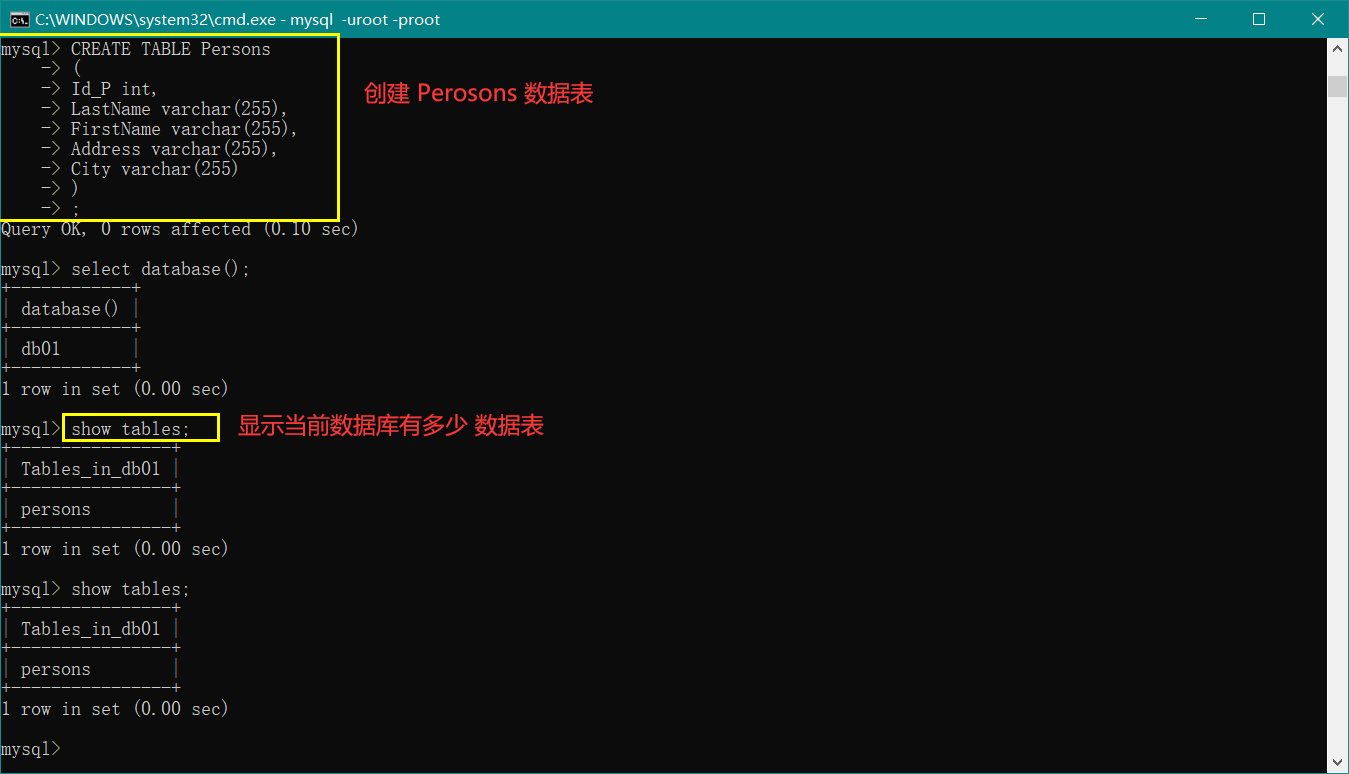 C:\WINDOWS\system32\cmd.exe - mysql  -uroot -proot
mysql> CREATE TABLE Persons
    -> (
    -> Id_P int,
创建 Perosons 数据表
    -> LastName varchar(255),
    -> FirstName varchar(255),
    -> Address varchar(255),
    -> City varchar(255)
    -> )
    -> ;
Query OK, 0 rows affected (0.10 sec)
mysql> select database();
+------------+
| database() |
+------------+
| db01       |
+------------+
1 row in set (0.00 sec)
mysql> show tables;
显示当前数据库有多少 数据表
+----------------+
| Tables_in_db01 |
+----------------+
| persons        |
+----------------+
1 row in set (0.00 sec)
mysql> show tables;
+----------------+
| Tables_in_db01 |
+----------------+
| persons        |
+----------------+
1 row in set (0.00 sec)
mysql>